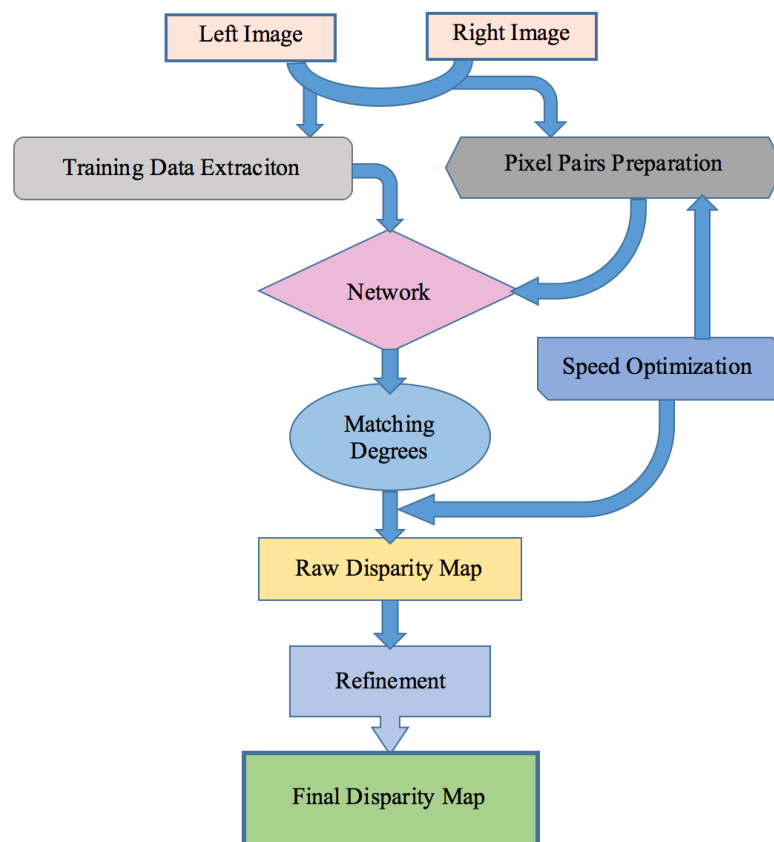 Left Image
Right Image
Training Data Extraciton
Pixel Pairs Preparation
Network
Speed Optimization
Matching
Degrees
Raw Disparity Map
Refinement
Final Disparity Map